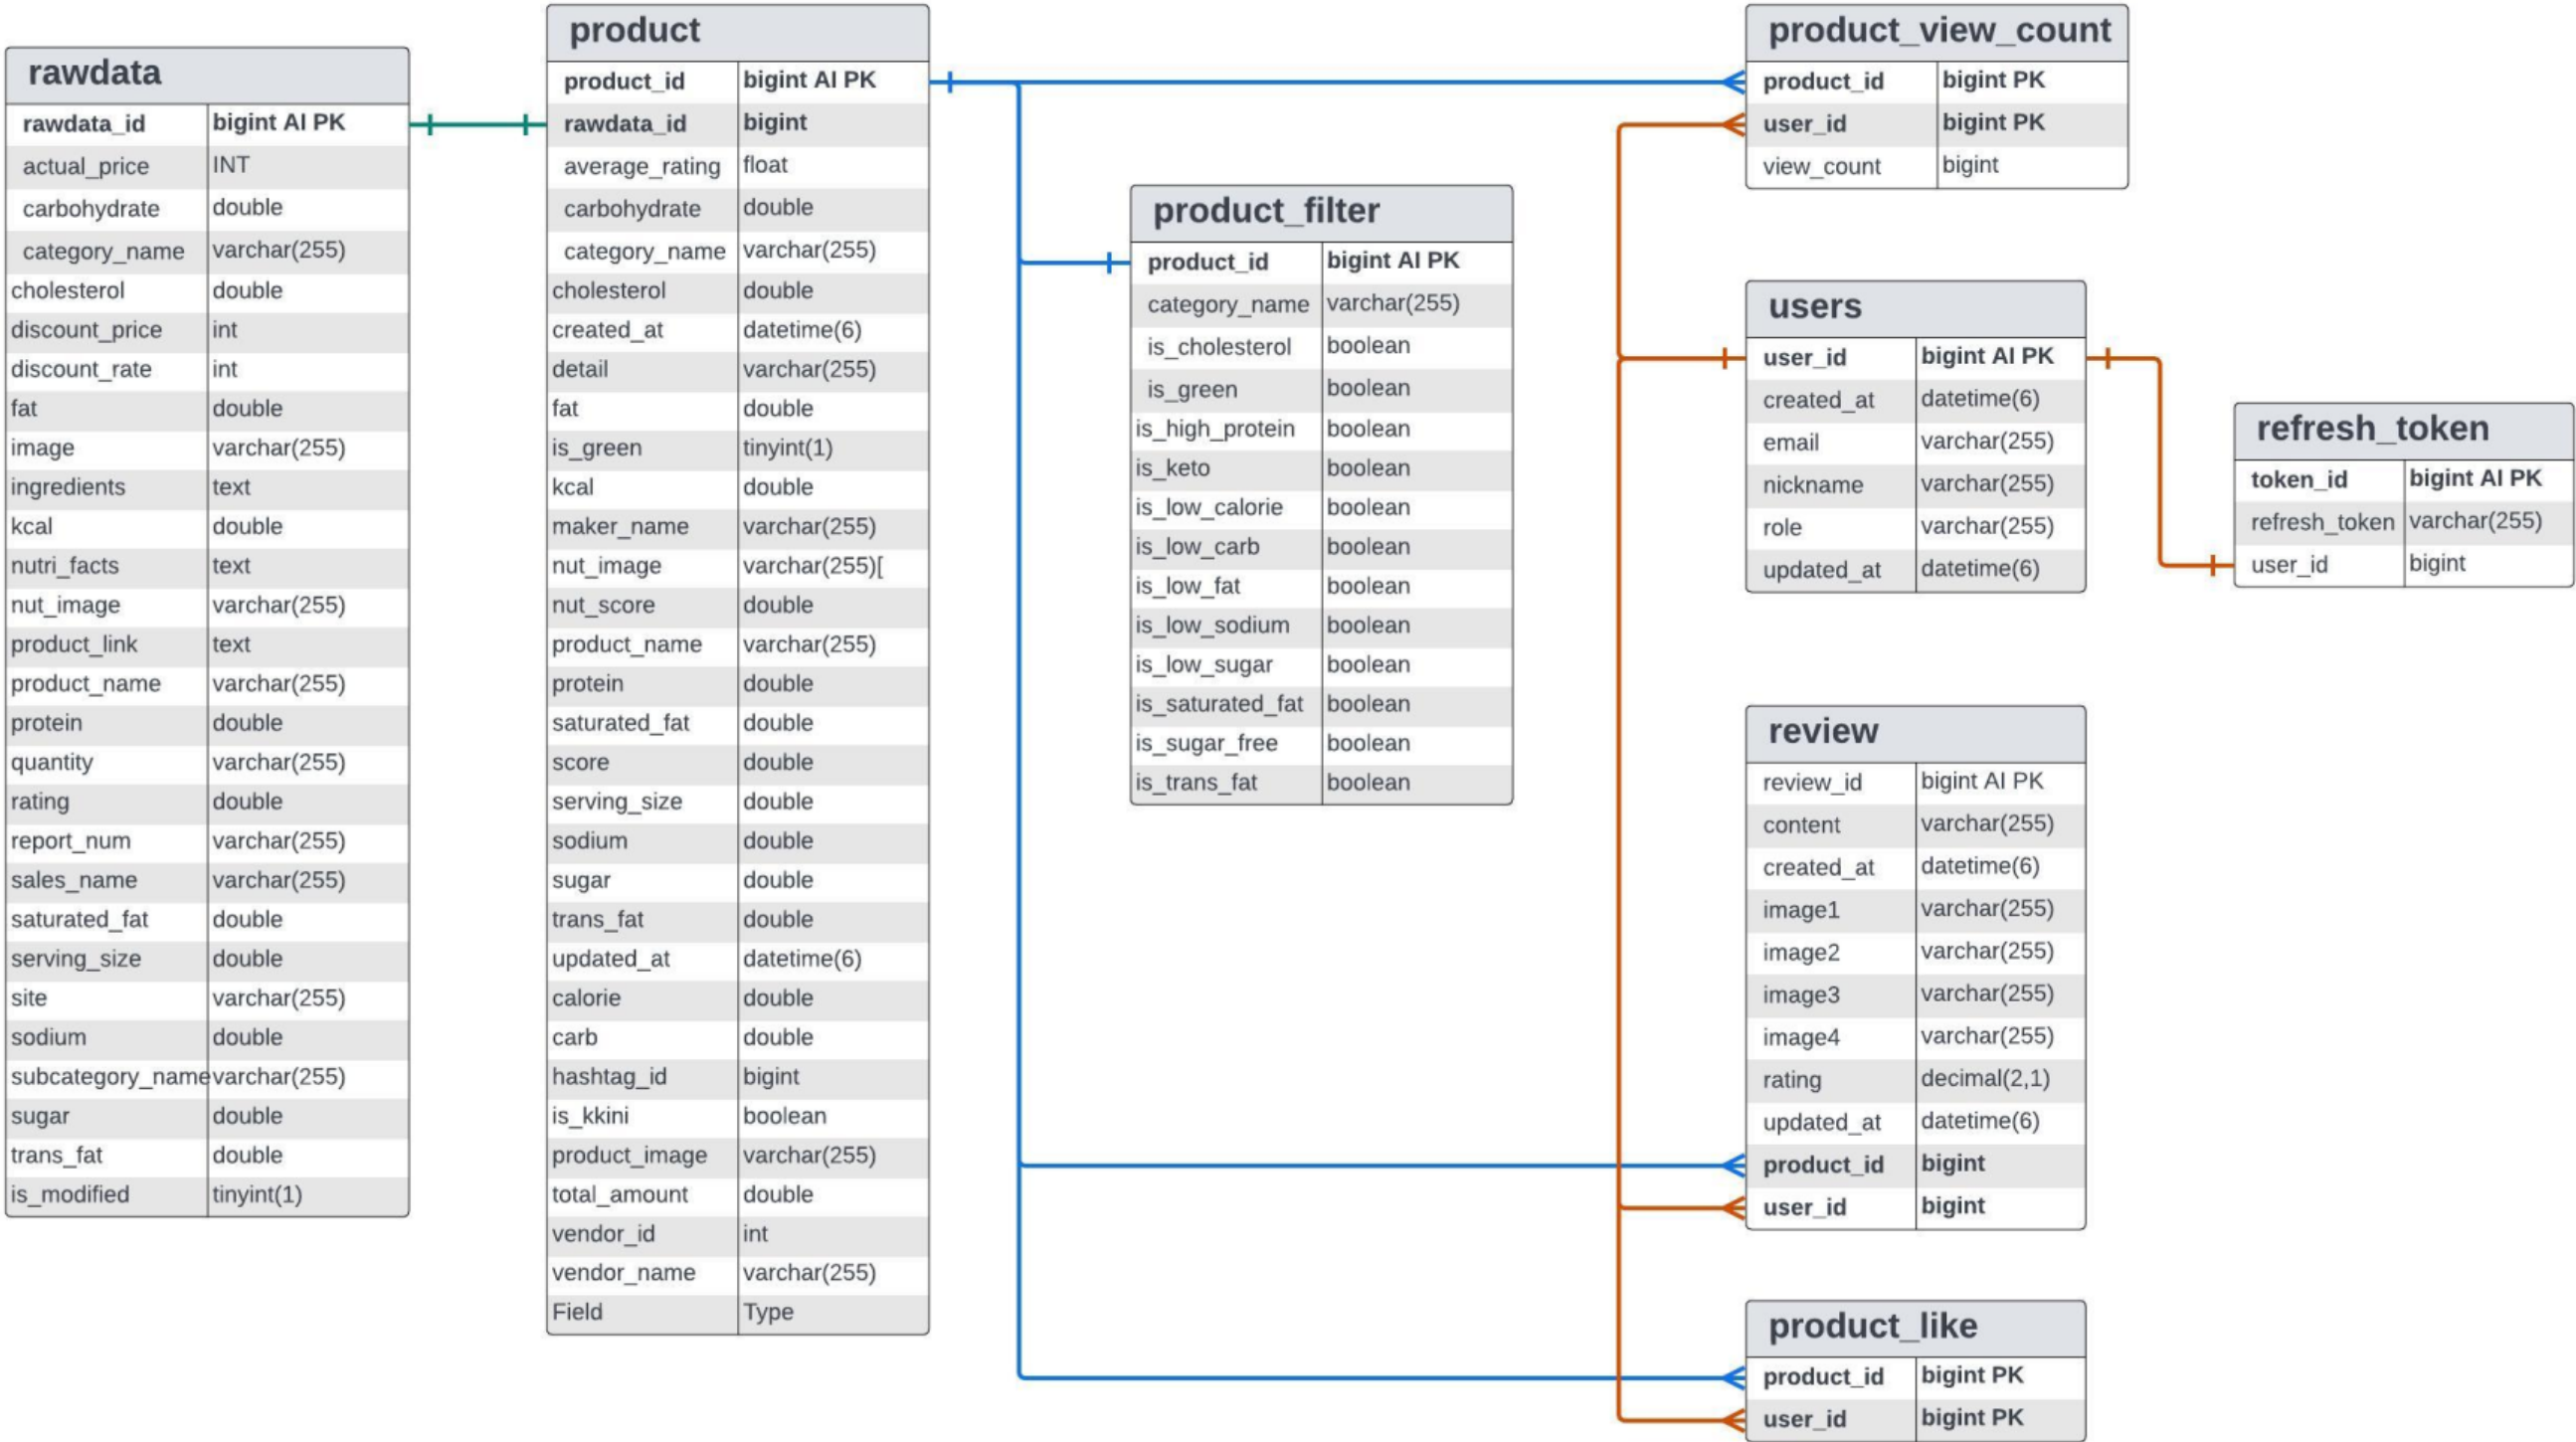 rawdata
rawdata_id bigint AI PK
actual_price INT
carbohydrate double
category_name varchar(255)
cholesterol double
discount_price int
discount_rate int
fat double
image varchar(255)
ingredients text
kcal double
nutri_facts text
nut_image varchar(255)
product_link text
product_name varchar(255)
protein double
quantity varchar(255)
rating double
report_num varchar(255)
sales_name varchar(255)
saturated_fat double
serving_size double
site varchar(255)
sodium double
subcategory_name varchar(255)
sugar double
trans_fat double
is_modified tinyint(1)
product
product_id bigint AI PK
rawdata_id bigint
average_rating float
carbohydrate double
category_name varchar(255)
cholesterol double
created_at datetime(6)
detail varchar(255)
fat double
is_green tinyint(1)
kcal double
maker_name varchar(255)
nut_image varchar(255)[
nut_score double
product_name varchar(255)
protein double
saturated_fat double
score double
serving_size double
sodium double
sugar double
trans_fat double
updated_at datetime(6)
calorie double
carb double
hashtag_id bigint
is_kkini boolean
product_image varchar(255)
total_amount double
vendor_id int
vendor_name varchar(255)
Field Type
product_filter
product_id bigint AI PK
category_name varchar(255)
is_cholesterol boolean
is_green boolean
is_high_protein boolean
is_keto boolean
is_low_calorie boolean
is_low_carb boolean
is_low_fat boolean
is_low_sodium boolean
is_low_sugar boolean
is_saturated_fat boolean
is_sugar_free boolean
is_trans_fat boolean
product_view_count
product_id bigint PK
user_id bigint PK
view_count bigint
users
user_id bigint AI PK
created_at datetime(6)
email varchar(255)
nickname varchar(255)
role varchar(255)
updated_at datetime(6)
refresh_token
token_id bigint AI PK
refresh_token varchar(255)
user_id bigint
review
review_id bigint AI PK
content varchar(255)
created_at datetime(6)
image1 varchar(255)
image2 varchar(255)
image3 varchar(255)
image4 varchar(255)
rating decimal(2,1)
updated_at datetime(6)
product_id bigint
user_id bigint
product_like
product_id bigint PK
user_id bigint PK